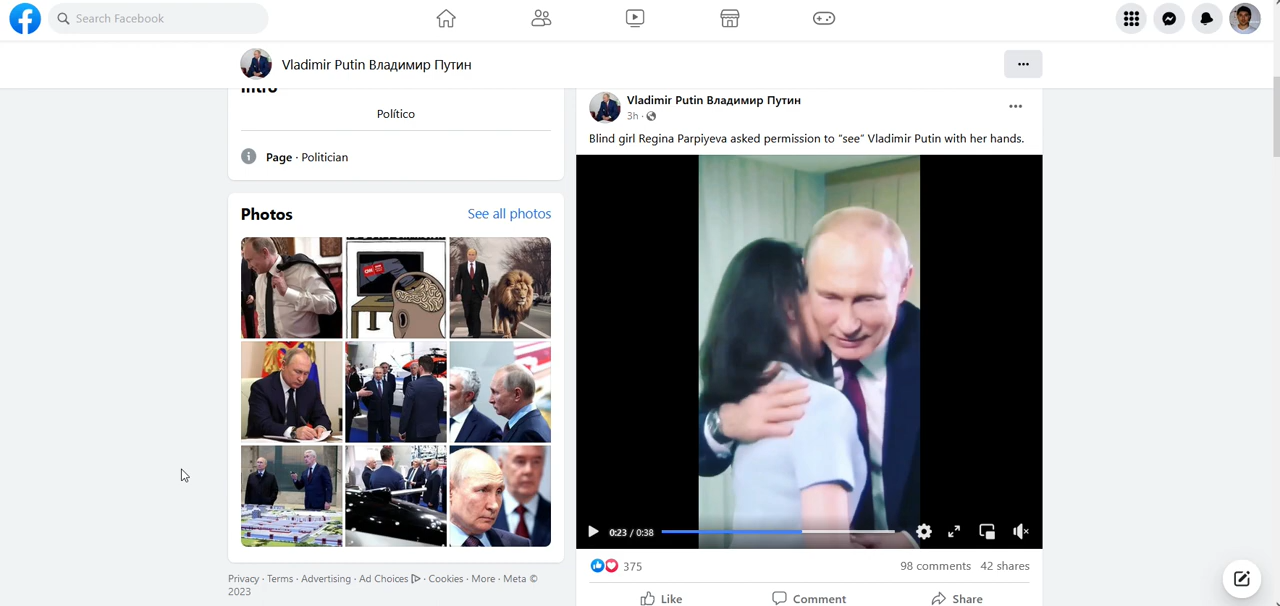 Search Facebook
Vladimir Putin Владимир Путин
Intro
Político
Page · Politician
Photos
See all photos
CNN
Privacy · Terms · Advertising · Ad Choices · Cookies · More · Meta ©
2023
Vladimir Putin Владимир Путин
3h ·
Blind girl Regina Parpiyeva asked permission to “see” Vladimir Putin with her hands.
0:23 / 0:38
375
98 comments 42 shares
Like Comment Share